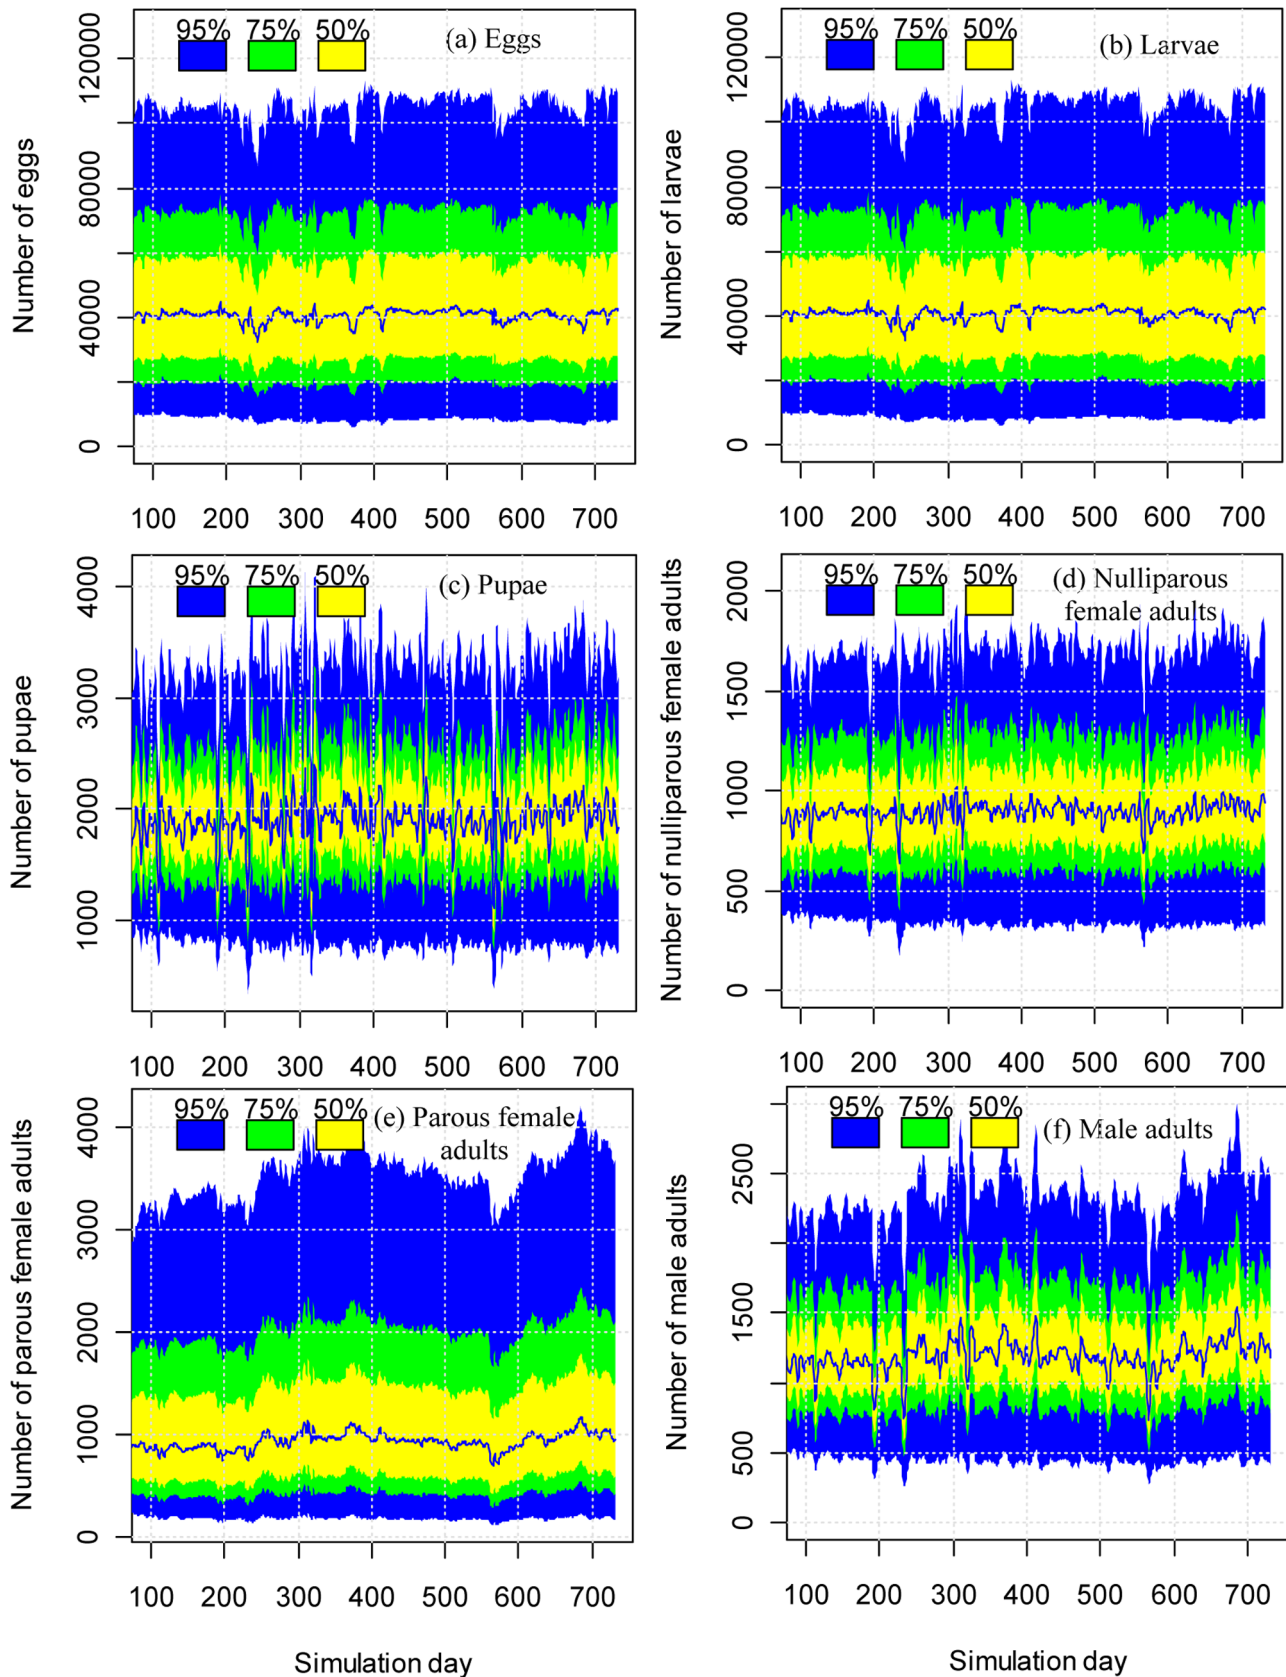 95% 75% 50%
(a) Eggs
Number of eggs
0 40000 80000 120000
100 200 300 400 500 600 700
95% 75% 50%
(b) Larvae
Number of larvae
0 40000 80000 120000
100 200 300 400 500 600 700
95% 75% 50%
(c) Pupae
Number of pupae
1000 2000 3000 4000
100 200 300 400 500 600 700
95% 75% 50%
(d) Nulliparous
female adults
Number of nulliparous female adults
0 500 1000 1500 2000
100 200 300 400 500 600 700
95% 75% 50%
(e) Parous female
adults
Number of parous female adults
0 1000 2000 3000 4000
100 200 300 400 500 600 700
Simulation day
95% 75% 50%
(f) Male adults
Number of male adults
0 500 1500 2500
100 200 300 400 500 600 700
Simulation day